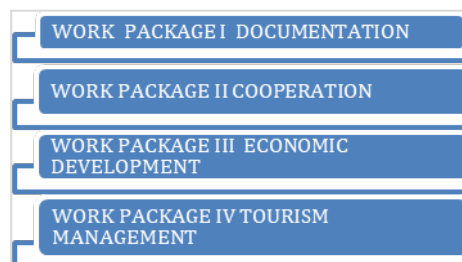 WORK PACKAGE I DOCUMENTATION
WORK PACKAGE II COOPERATION
WORK PACKAGE III ECONOMIC
DEVELOPMENT
WORK PACKAGE IV TOURISM
MANAGEMENT